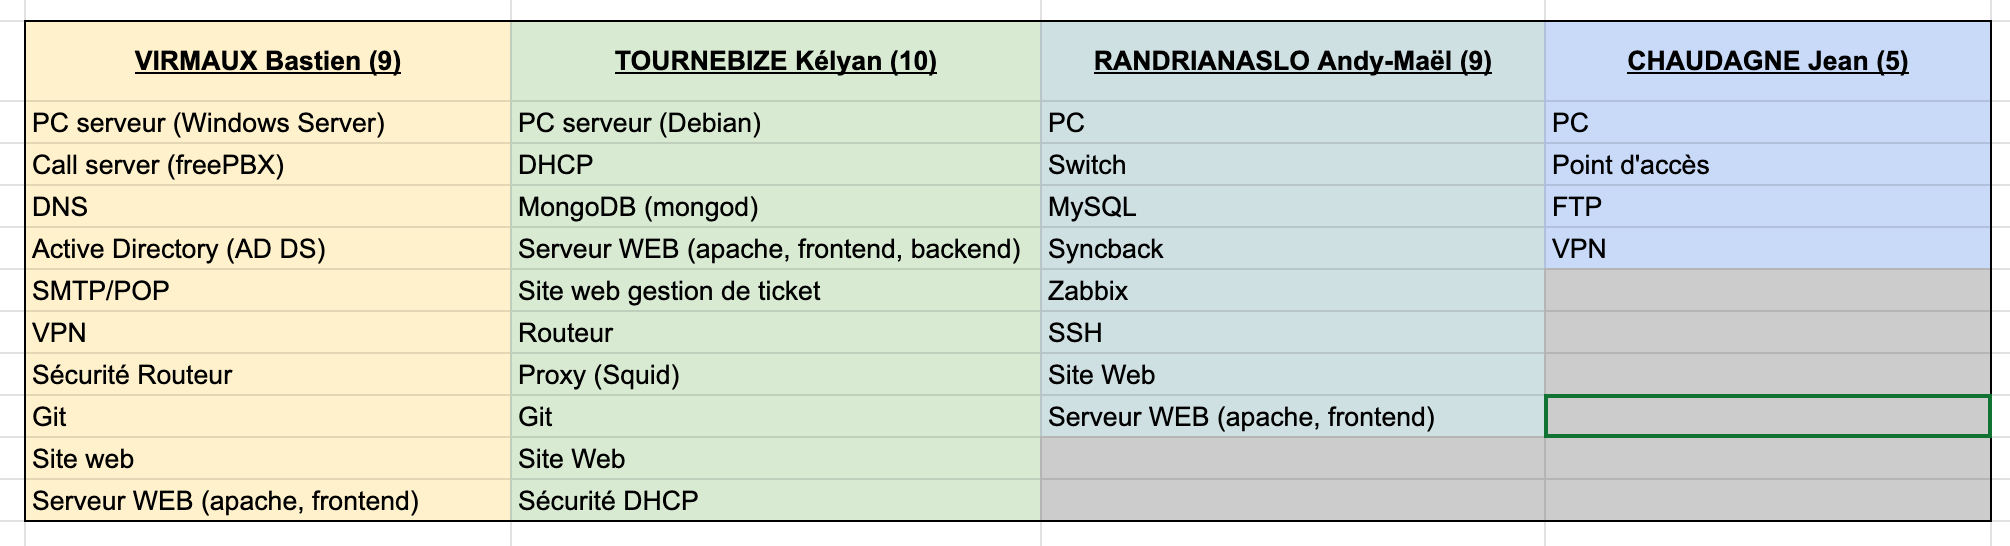 VIRMAUX Bastien (9) TOURNEBIZE Kélyan (10) RANDRIANASLO Andy-Maël (9) CHAUDAGNE Jean (5)
PC serveur (Windows Server) PC serveur (Debian) PC PC
Call server (freePBX) DHCP Switch Point d'accès
DNS MongoDB (mongod) MySQL FTP
Active Directory (AD DS) Serveur WEB (apache, frontend, backend) Syncback VPN
SMTP/POP Site web gestion de ticket Zabbix
VPN Routeur SSH
Sécurité Routeur Proxy (Squid) Site Web
Git Git Serveur WEB (apache, frontend)
Site web Site Web
Serveur WEB (apache, frontend) Sécurité DHCP